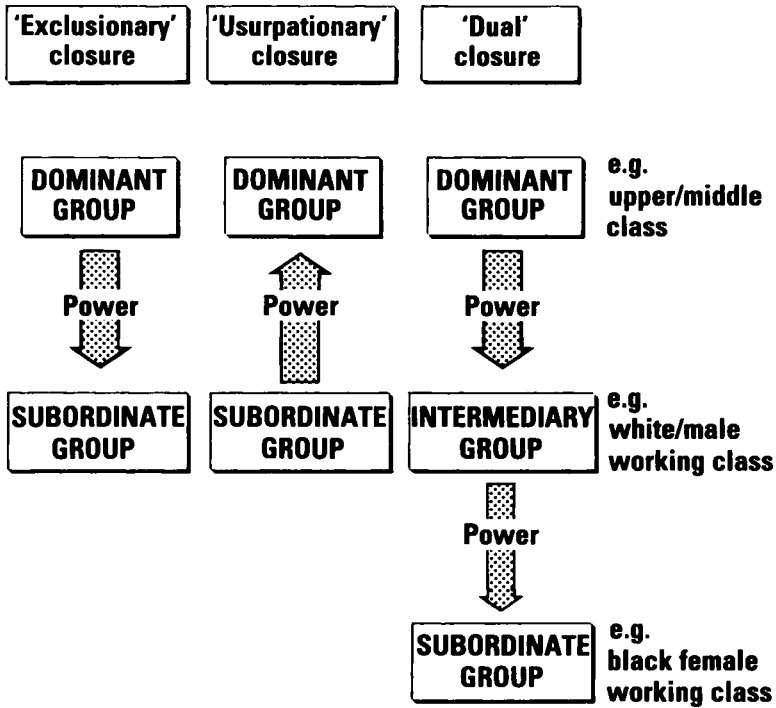 'Exclusionary' closure
'Usurpationary' closure
'Dual' closure
DOMINANT GROUP
DOMINANT GROUP
DOMINANT GROUP
e.g.
upper/middle
class
Power
Power
Power
SUBORDINATE GROUP
SUBORDINATE GROUP
INTERMEDIARY GROUP
e.g.
white/male
working class
Power
SUBORDINATE GROUP
e.g.
black female
working class